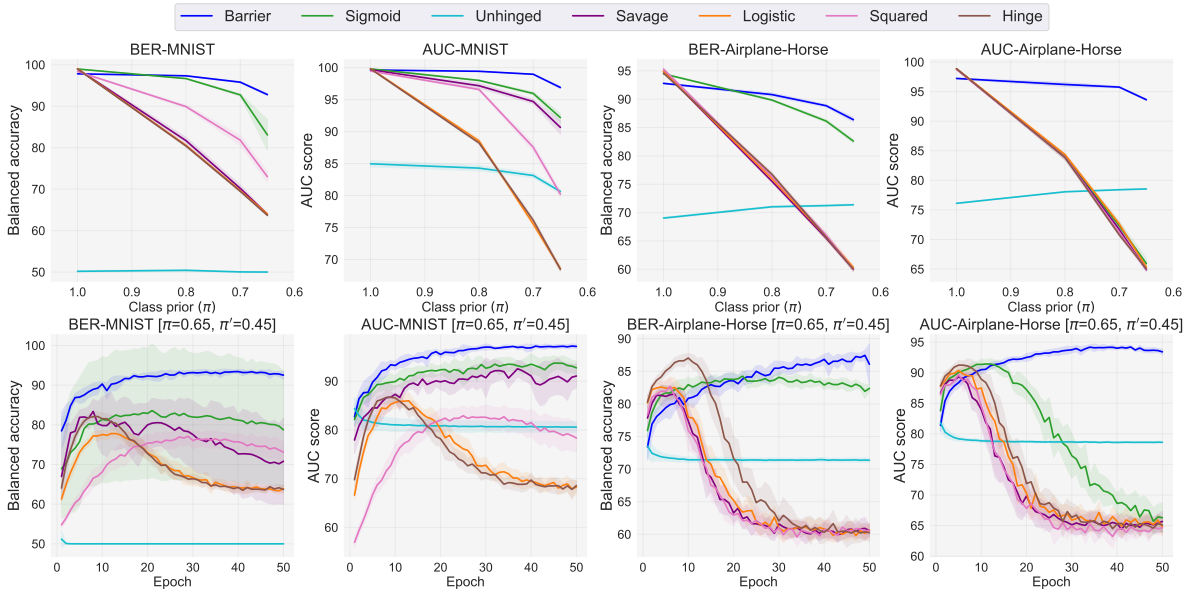 Barrier Sigmoid Unhinged Savage Logistic Squared Hinge
BER-MNIST
Balanced accuracy
100
90
80
70
60
50
1.0 0.9 0.8 0.7 0.6
Class prior (π)
AUC-MNIST
AUC score
100
95
90
85
80
75
70
1.0 0.9 0.8 0.7 0.6
Class prior (π)
BER-Airplane-Horse
Balanced accuracy
95
90
85
80
75
70
65
60
1.0 0.9 0.8 0.7 0.6
Class prior (π)
AUC-Airplane-Horse
AUC score
100
95
90
85
80
75
70
65
1.0 0.9 0.8 0.7 0.6
Class prior (π)
BER-MNIST [π=0.65, π′=0.45]
Balanced accuracy
100
90
80
70
60
50
0 10 20 30 40 50
Epoch
AUC-MNIST [π=0.65, π′=0.45]
AUC score
90
80
70
60
0 10 20 30 40 50
Epoch
BER-Airplane-Horse [π=0.65, π′=0.45]
Balanced accuracy
90
85
80
75
70
65
60
0 10 20 30 40 50
Epoch
AUC-Airplane-Horse [π=0.65, π′=0.45]
AUC score
95
90
85
80
75
70
65
60
0 10 20 30 40 50
Epoch